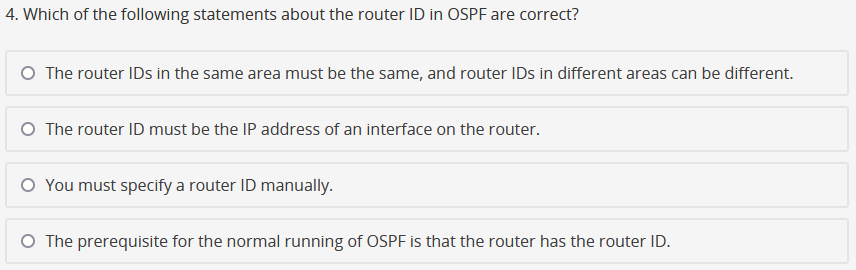 4. Which of the following statements about the router ID in OSPF are correct?
The router IDs in the same area must be the same, and router IDs in different areas can be different.
The router ID must be the IP address of an interface on the router.
You must specify a router ID manually.
The prerequisite for the normal running of OSPF is that the router has the router ID.